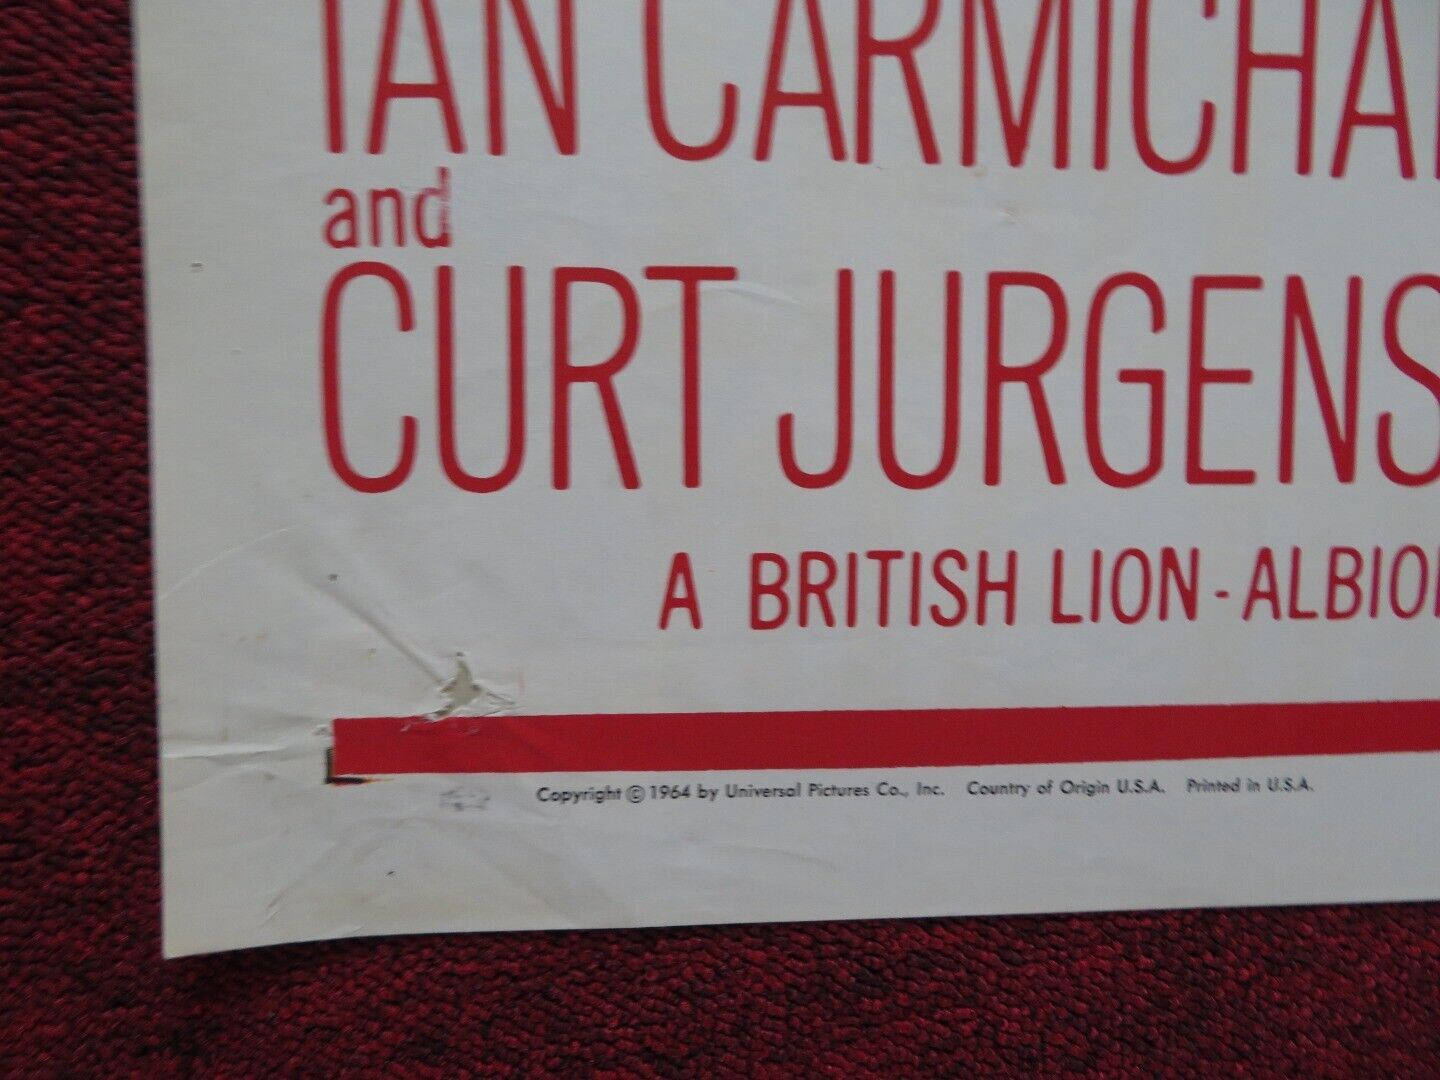 IAN CARMICHA
and
CURT JURGENS
A BRITISH LION - ALBIO
Copyright © 1964 by Universal Pictures Co., Inc. Country of Origin U.S.A. Printed in U.S.A.